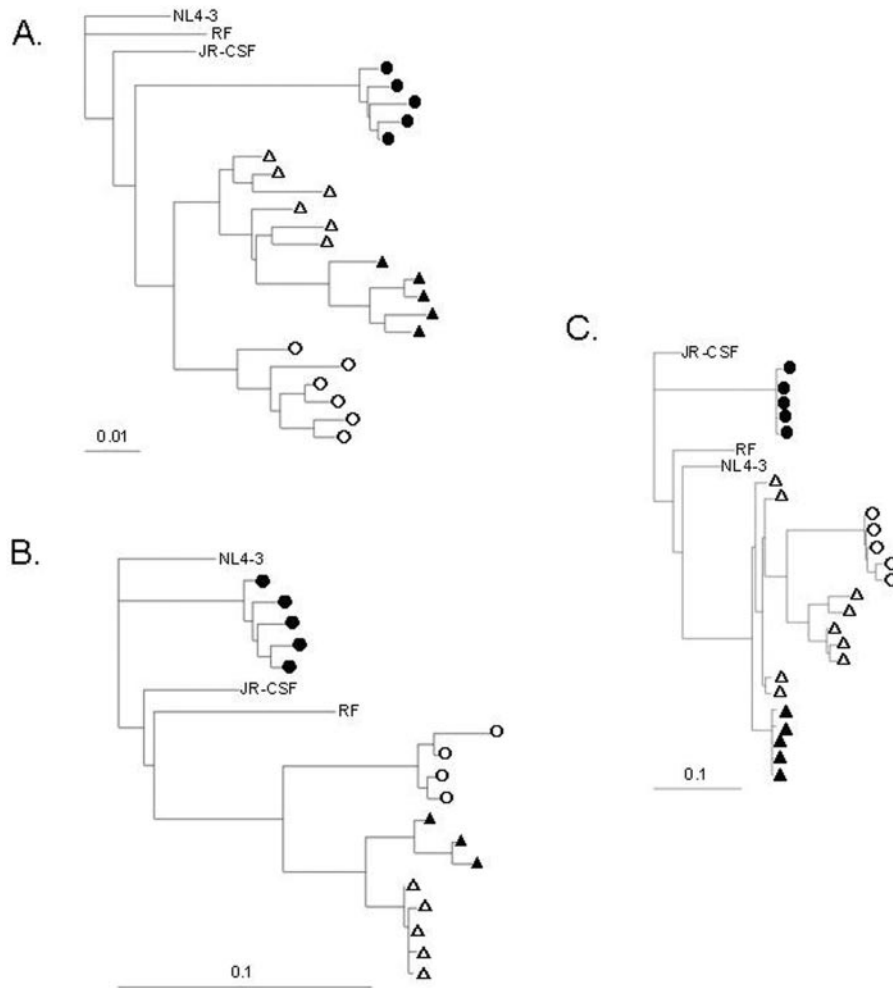 A.
NL4-3
RF
JR-CSF
0.01
B.
NL4-3
JR-CSF
RF
0.1
C.
JR-CSF
RF
NL4-3
0.1